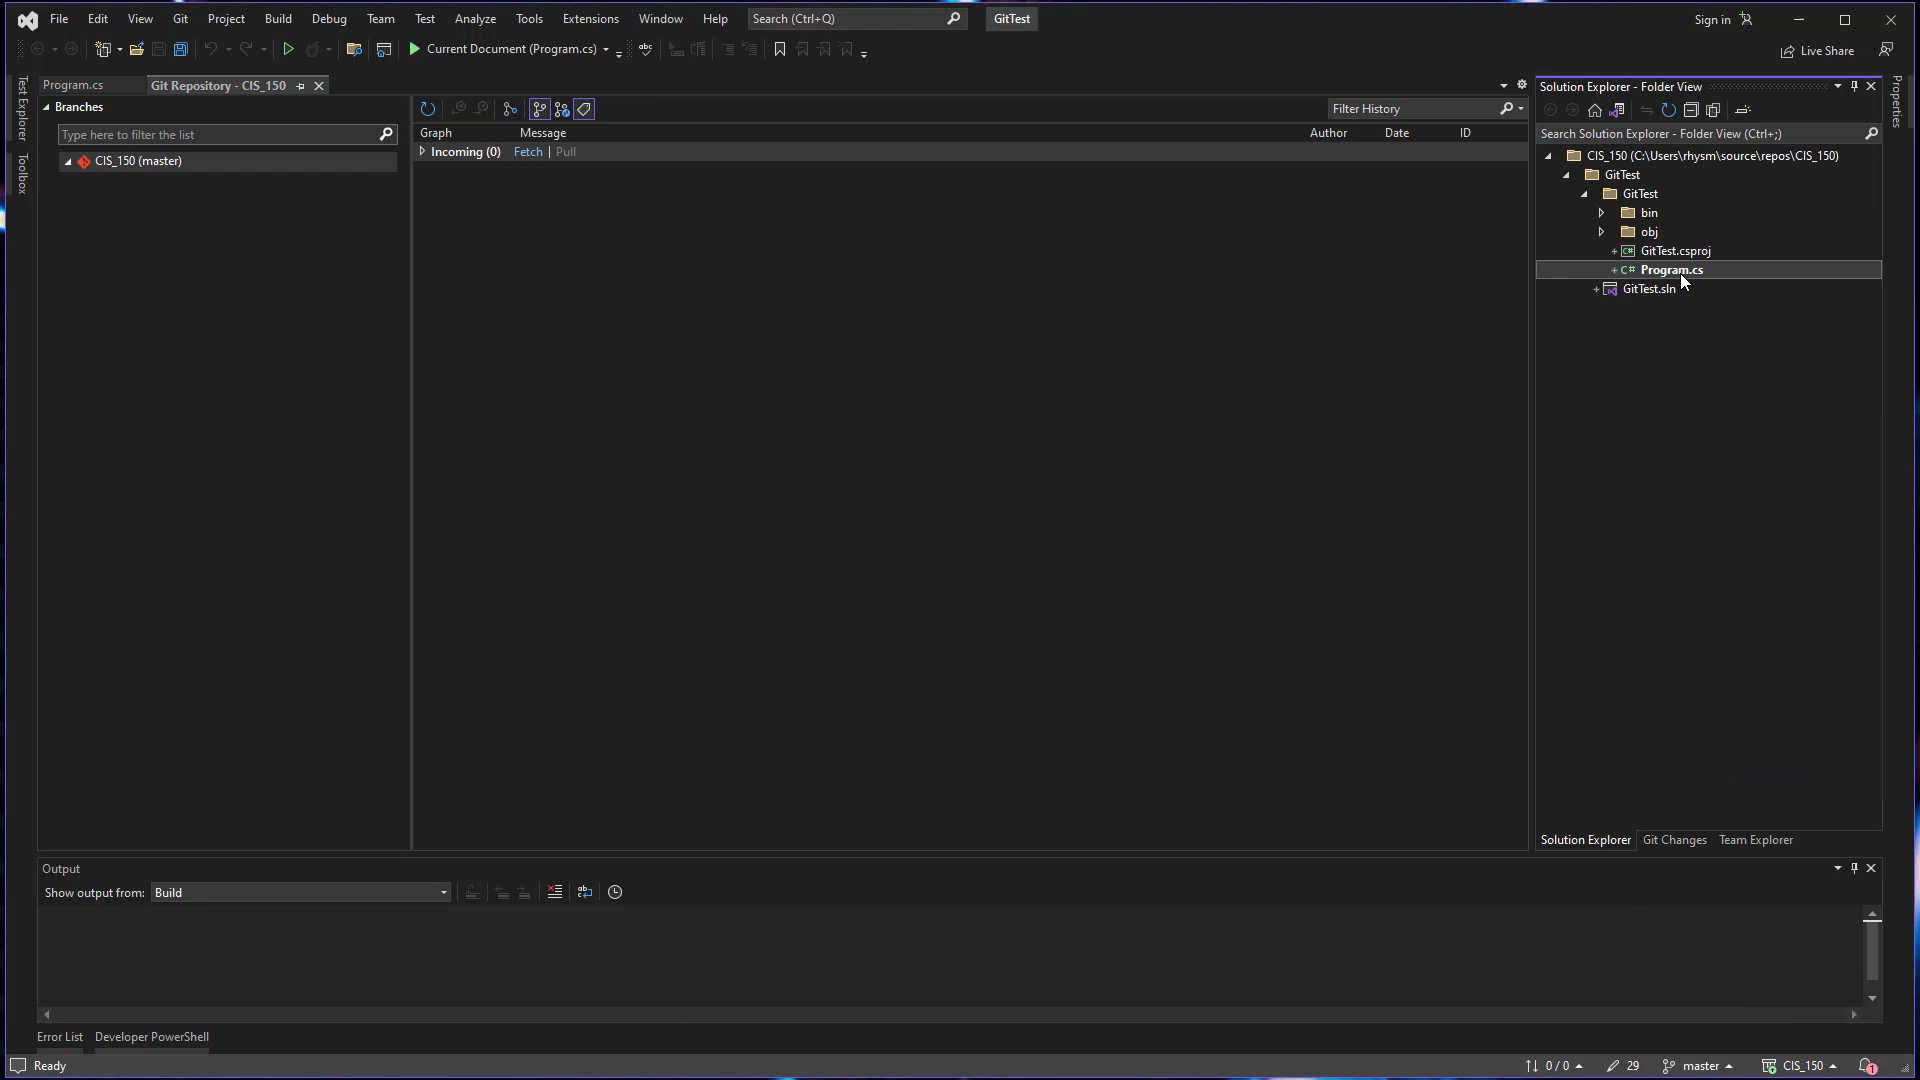 File Edit View Git Project Build Debug Team Test Analyze Tools Extensions Window Help Search (Ctrl+Q) GitTest Sign in
Current Document (Program.cs) Live Share
Test Explorer
Toolbox
Program.cs Git Repository - CIS_150
Branches
Type here to filter the list
CIS_150 (master)
Filter History
Graph Message Author Date ID
Incoming (0) Fetch | Pull
Solution Explorer - Folder View
Search Solution Explorer - Folder View (Ctrl+;)
CIS_150 (C:\Users\rhysm\source\repos\CIS_150)
GitTest
GitTest
bin
obj
+ C# GitTest.csproj
+ C# Program.cs
+ GitTest.sln
Properties
Solution Explorer Git Changes Team Explorer
Output
Show output from: Build
Error List Developer PowerShell
Ready 0 / 0 29 master CIS_150 1